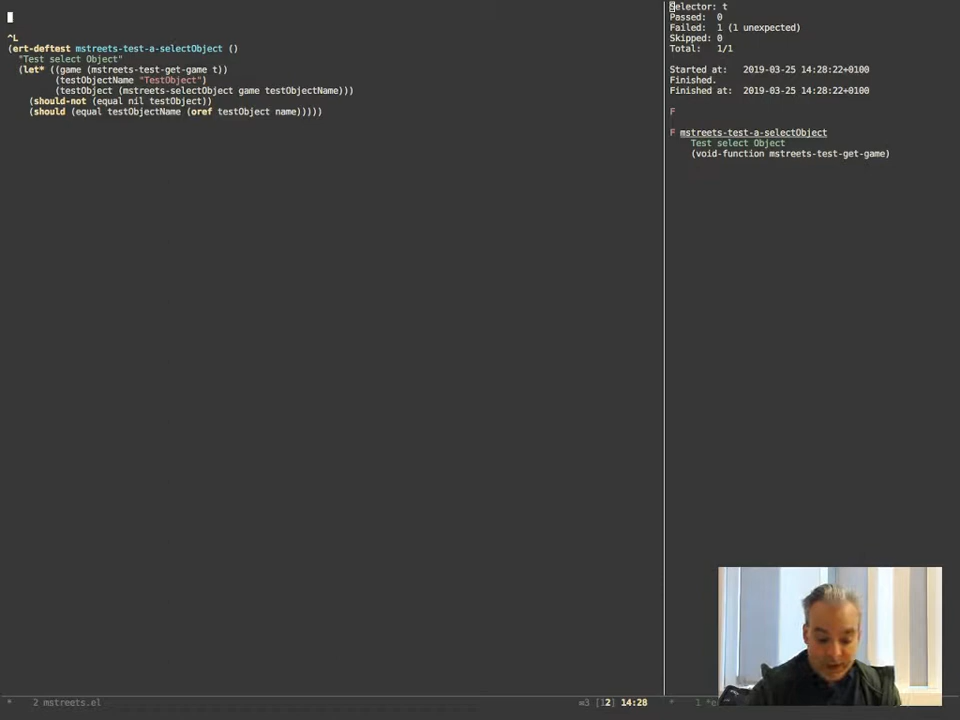 ^L
(ert-deftest mstreets-test-a-selectObject ()
"Test select Object"
(let* ((game (mstreets-test-get-game t))
(testObjectName "TestObject")
(testObject (mstreets-selectObject game testObjectName)))
(should-not (equal nil testObject))
(should (equal testObjectName (oref testObject name)))))
* 2 mstreets.el [12] 14:28
Selector: t
Passed: 0
Failed: 1 (1 unexpected)
Skipped: 0
Total: 1/1
Started at: 2019-03-25 14:28:22+0100
Finished.
Finished at: 2019-03-25 14:28:22+0100
F
F mstreets-test-a-selectObject
Test select Object
(void-function mstreets-test-get-game)
* 1